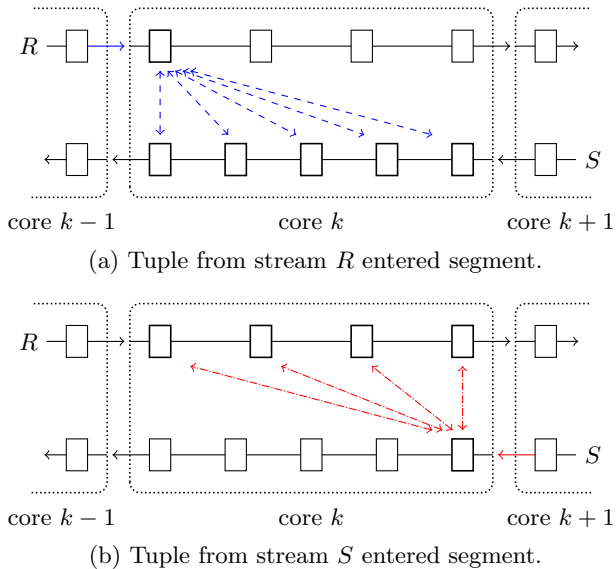 R
S
core k − 1 core k core k + 1
(a) Tuple from stream R entered segment.
R
S
core k − 1 core k core k + 1
(b) Tuple from stream S entered segment.